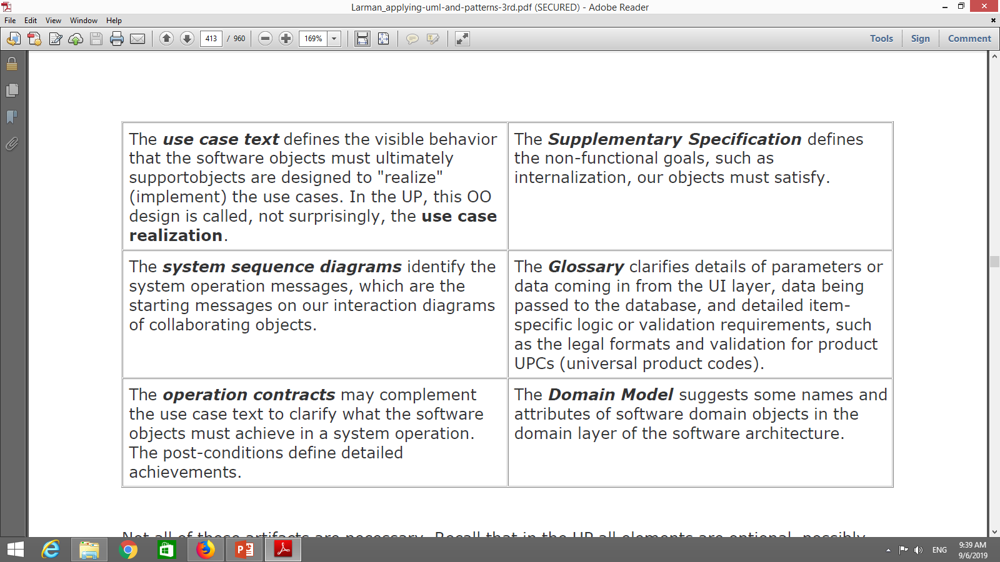 Larman_applying-uml-and-patterns-3rd.pdf (SECURED) - Adobe Reader
File Edit View Window Help
413 / 960 169% Tools Sign Comment
The use case text defines the visible behavior
that the software objects must ultimately
supportobjects are designed to "realize"
(implement) the use cases. In the UP, this OO
design is called, not surprisingly, the use case
realization.
The Supplementary Specification defines
the non-functional goals, such as
internalization, our objects must satisfy.
The system sequence diagrams identify the
system operation messages, which are the
starting messages on our interaction diagrams
of collaborating objects.
The Glossary clarifies details of parameters or
data coming in from the UI layer, data being
passed to the database, and detailed item-
specific logic or validation requirements, such
as the legal formats and validation for product
UPCs (universal product codes).
The operation contracts may complement
the use case text to clarify what the software
objects must achieve in a system operation.
The post-conditions define detailed
achievements.
The Domain Model suggests some names and
attributes of software domain objects in the
domain layer of the software architecture.
Not all of these artifacts are necessary. Recall that in the UP all elements are optional, possibly
ENG
9:39 AM
9/6/2019